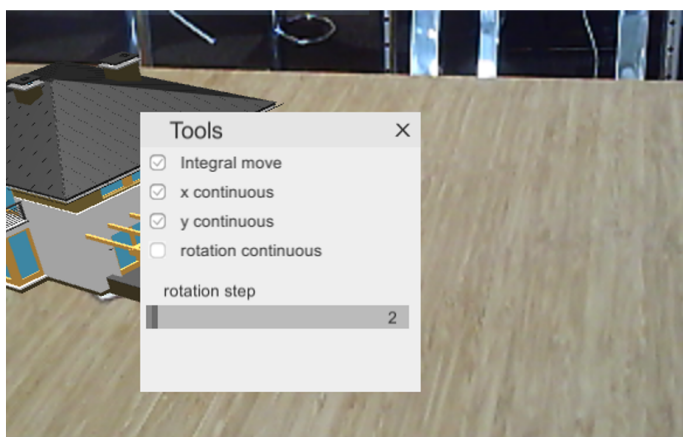 Tools
Integral move
x continuous
y continuous
rotation continuous
rotation step
2